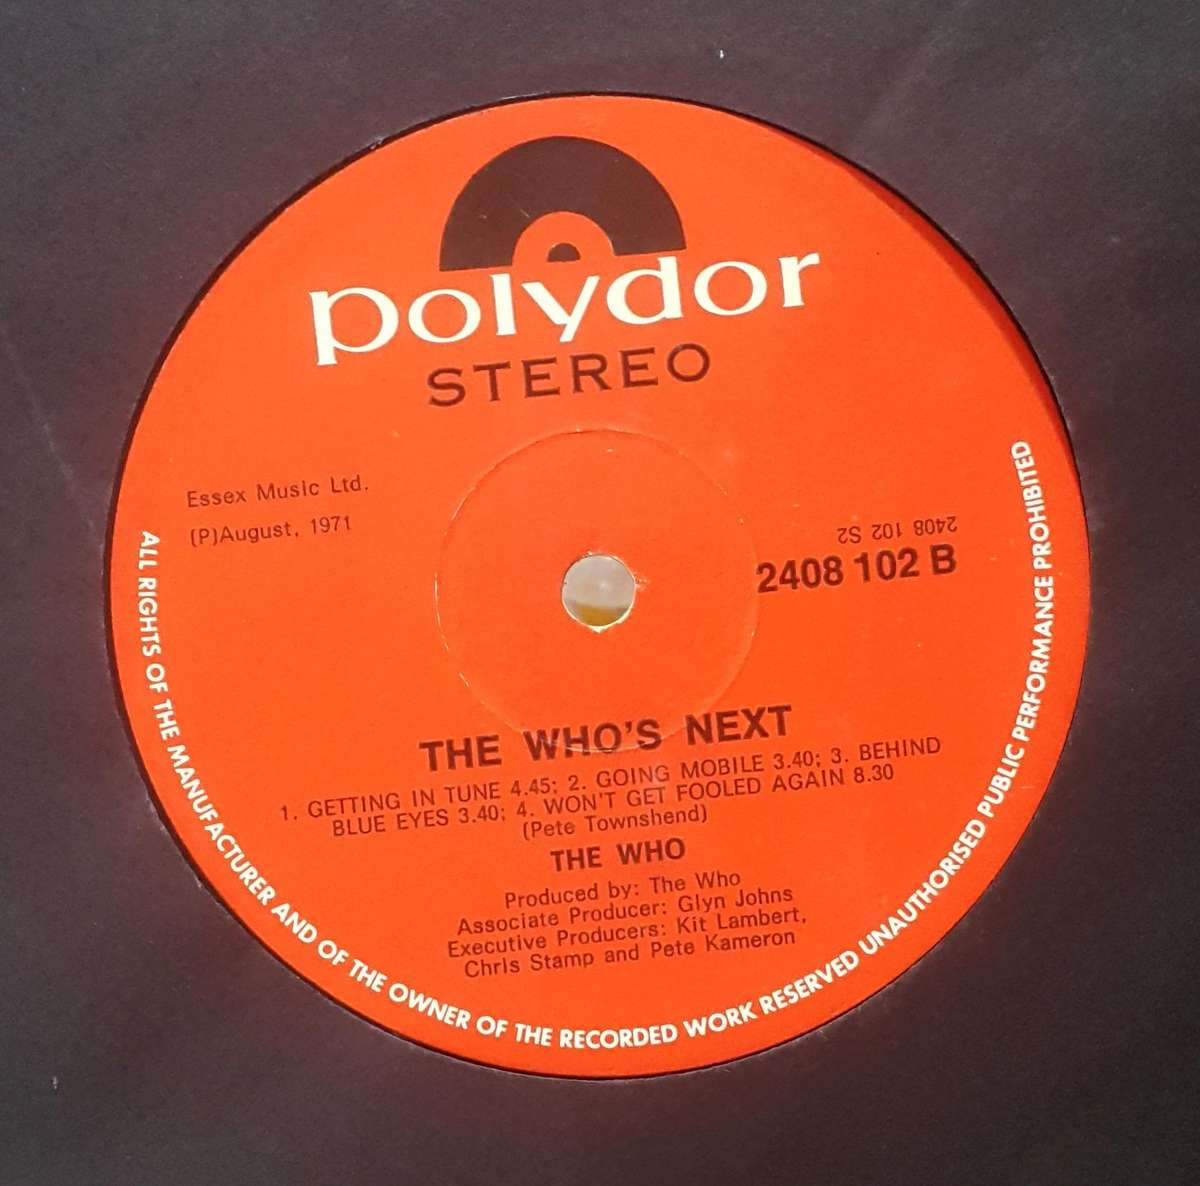 polydor
STEREO
Essex Music Ltd.
(P)August, 1971
2408 102 S2
2408 102 B
THE WHO'S NEXT
1. GETTING IN TUNE 4.45; 2. GOING MOBILE 3.40; 3. BEHIND
BLUE EYES 3.40; 4. WON'T GET FOOLED AGAIN 8.30
(Pete Townshend)
THE WHO
Produced by: The Who
Associate Producer: Glyn Johns
Executive Producers: Kit Lambert,
Chris Stamp and Pete Kameron
ALL RIGHTS OF THE MANUFACTURER AND OF THE OWNER OF THE RECORDED WORK RESERVED UNAUTHORISED PUBLIC PERFORMANCE PROHIBITED